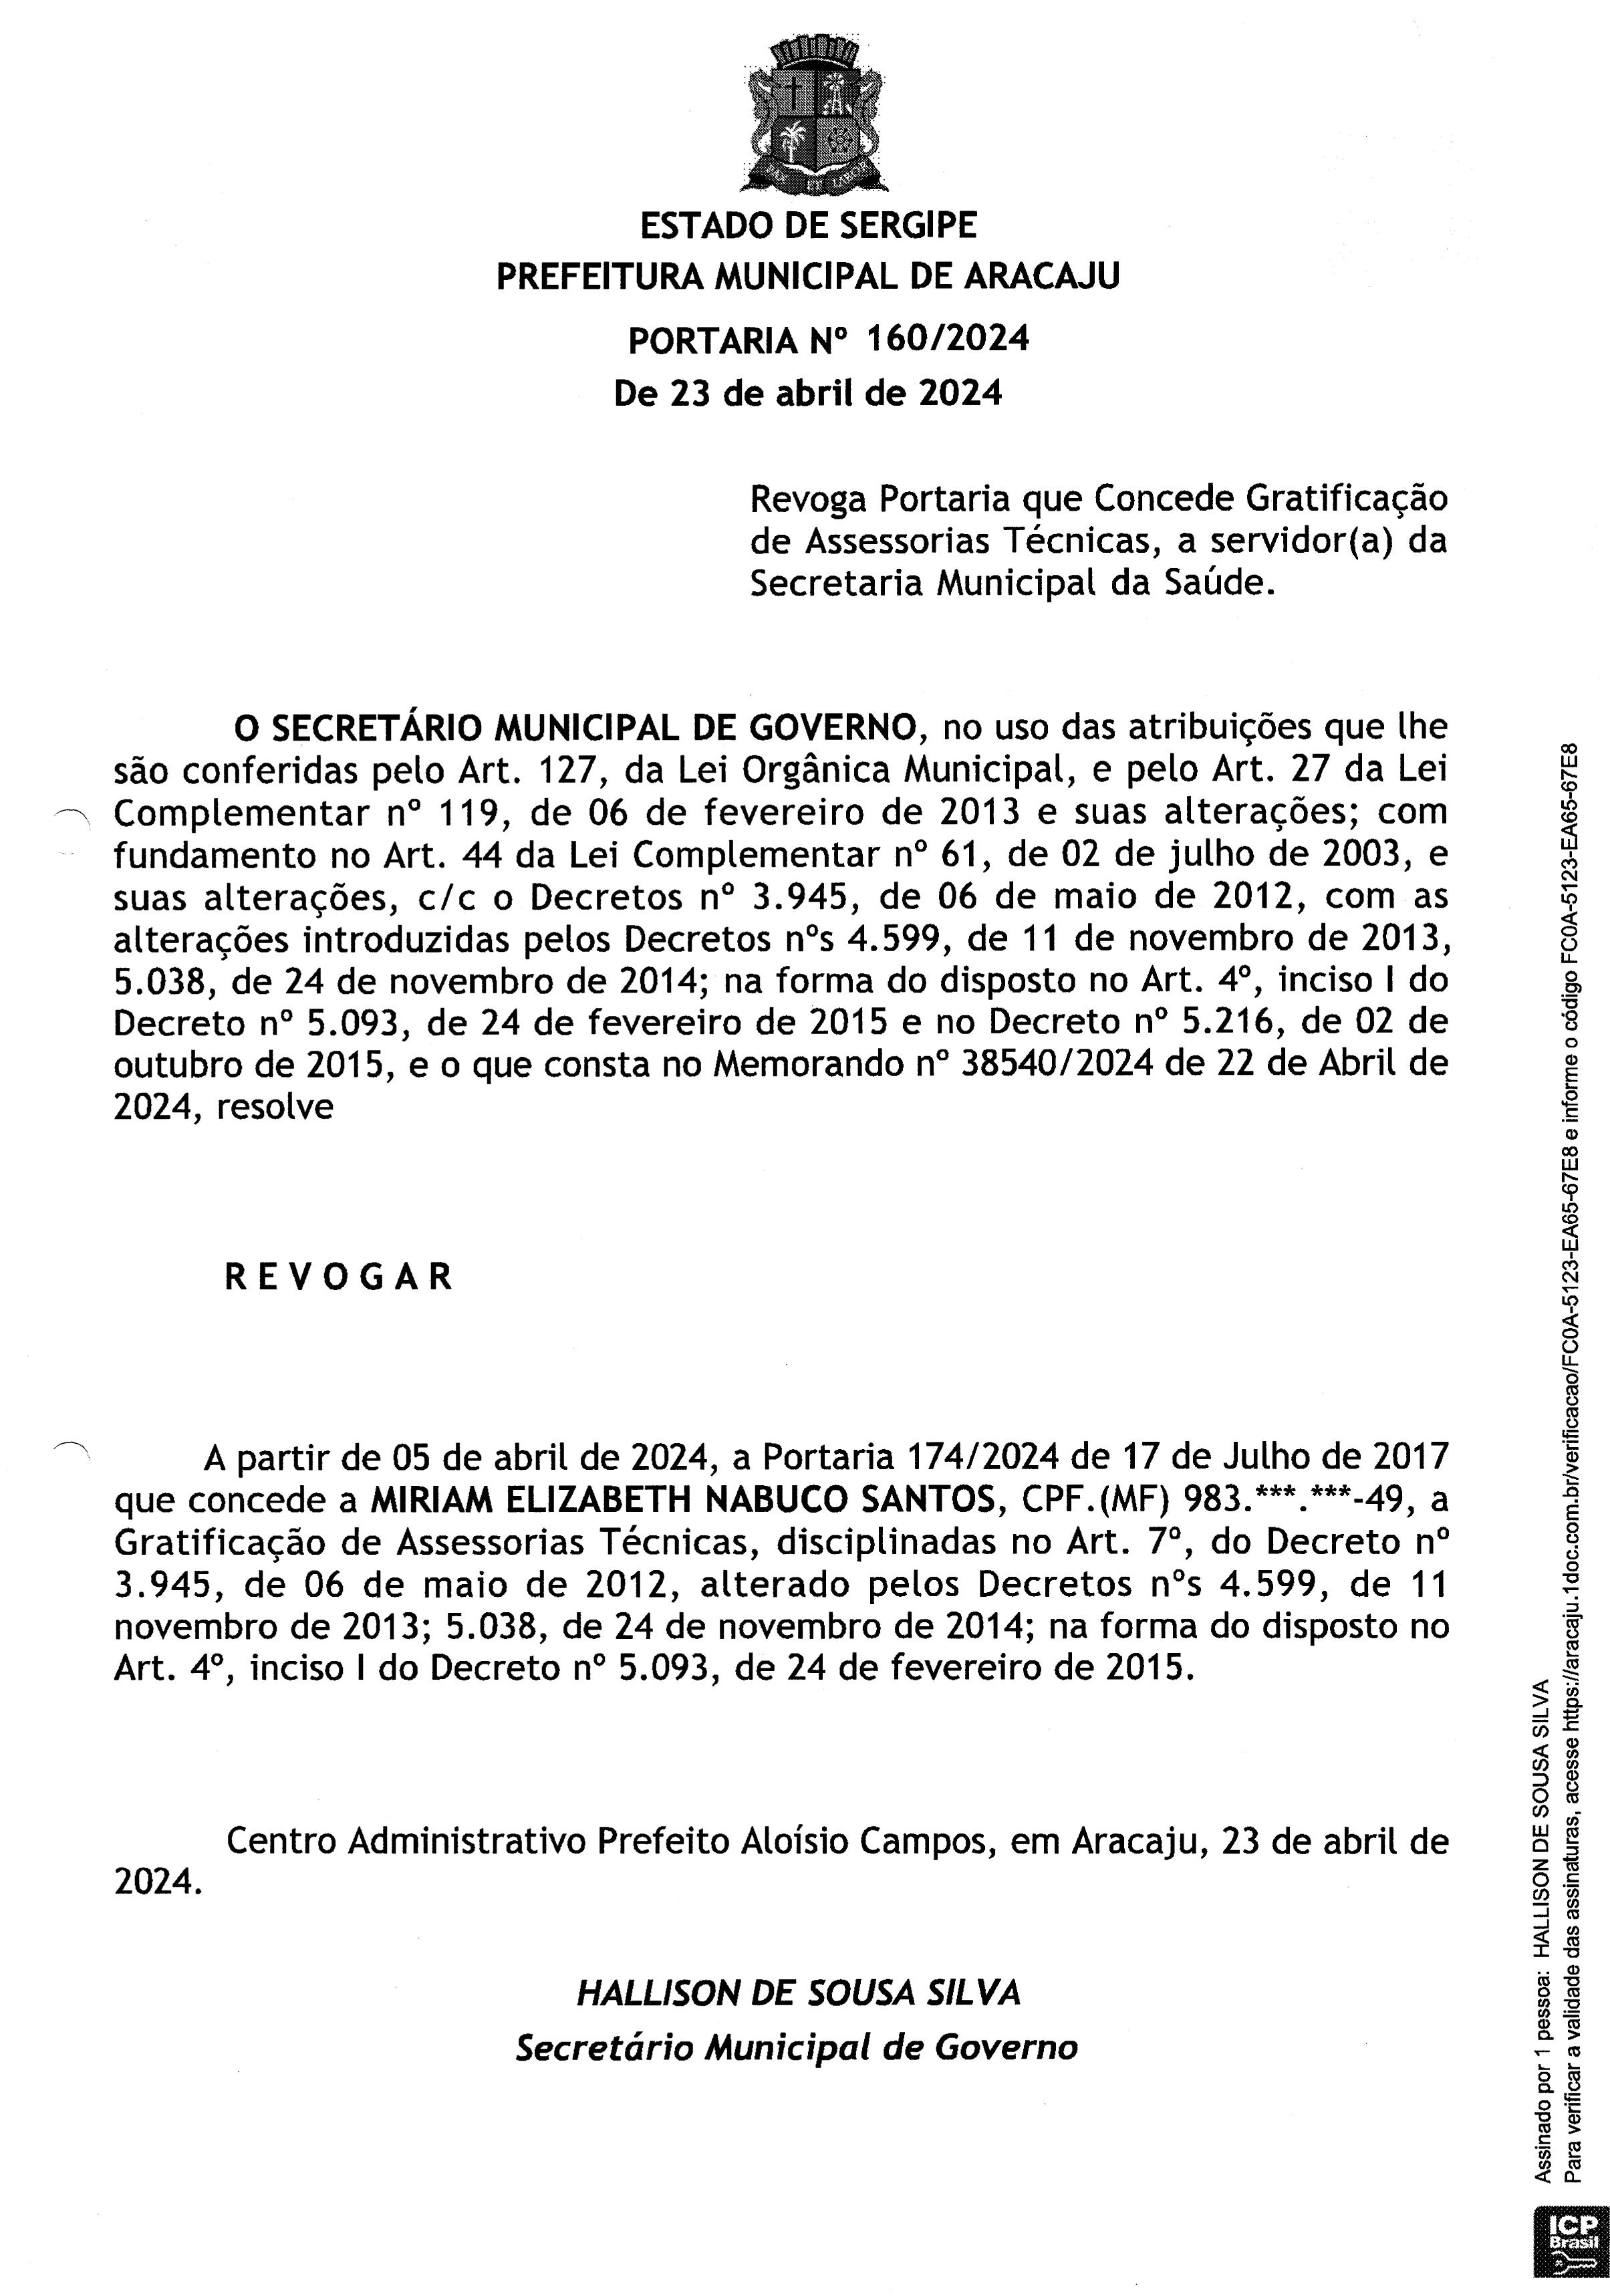 PAX ET LABOR
ESTADO DE SERGIPE
PREFEITURA MUNICIPAL DE ARACAJU
PORTARIA Nº 160/2024
De 23 de abril de 2024
Revoga Portaria que Concede Gratificação
de Assessorias Técnicas, a servidor(a) da
Secretaria Municipal da Saúde.
O SECRETÁRIO MUNICIPAL DE GOVERNO, no uso das atribuições que lhe
são conferidas pelo Art. 127, da Lei Orgânica Municipal, e pelo Art. 27 da Lei
Complementar nº 119, de 06 de fevereiro de 2013 e suas alterações; com
fundamento no Art. 44 da Lei Complementar nº 61, de 02 de julho de 2003, e
suas alterações, c/c o Decretos nº 3.945, de 06 de maio de 2012, com as
alterações introduzidas pelos Decretos nºs 4.599, de 11 de novembro de 2013,
5.038, de 24 de novembro de 2014; na forma do disposto no Art. 4º, inciso I do
Decreto nº 5.093, de 24 de fevereiro de 2015 e no Decreto nº 5.216, de 02 de
outubro de 2015, e o que consta no Memorando nº 38540/2024 de 22 de Abril de
2024, resolve
R E V O G A R
A partir de 05 de abril de 2024, a Portaria 174/2024 de 17 de Julho de 2017
que concede a MIRIAM ELIZABETH NABUCO SANTOS, CPF.(MF) 983.***.***-49, a
Gratificação de Assessorias Técnicas, disciplinadas no Art. 7º, do Decreto nº
3.945, de 06 de maio de 2012, alterado pelos Decretos nºs 4.599, de 11
novembro de 2013; 5.038, de 24 de novembro de 2014; na forma do disposto no
Art. 4º, inciso I do Decreto nº 5.093, de 24 de fevereiro de 2015.
Centro Administrativo Prefeito Aloísio Campos, em Aracaju, 23 de abril de
2024.
HALLISON DE SOUSA SILVA
Secretário Municipal de Governo
Assinado por 1 pessoa: HALLISON DE SOUSA SILVA
Para verificar a validade das assinaturas, acesse https://aracaju.1doc.com.br/verificacao/FC0A-5123-EA65-67E8 e informe o código FC0A-5123-EA65-67E8
ICP
Brasil